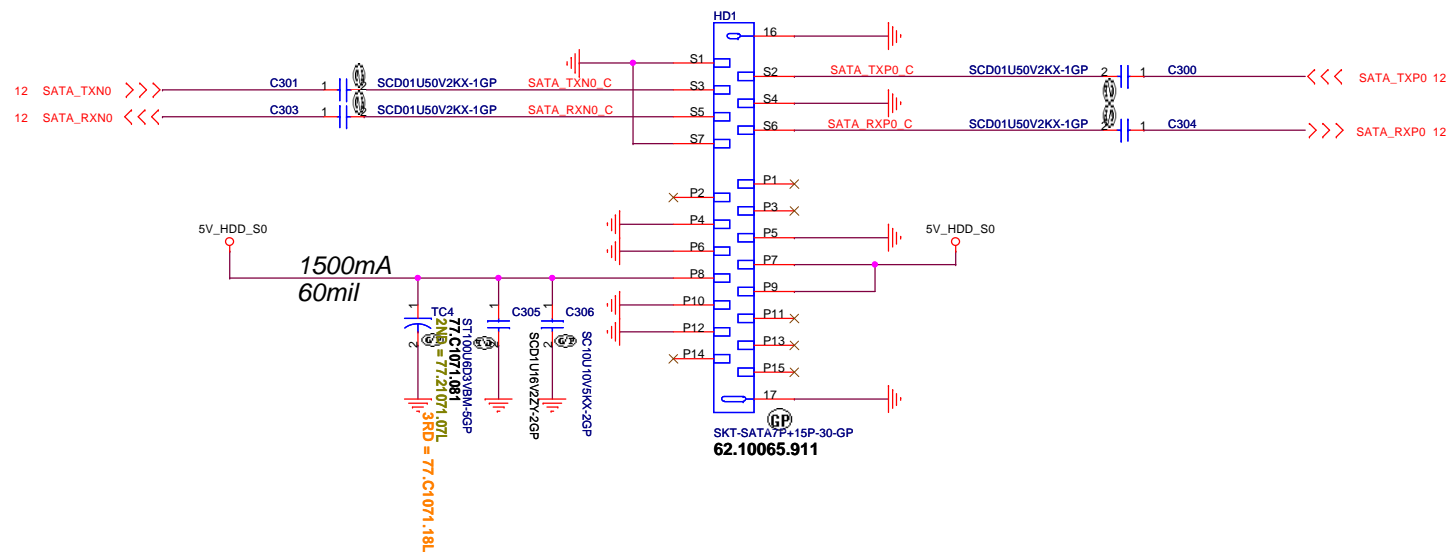 HD1
16
S1
S2
S3
S4
S5
S6
S7
12 SATA_TXN0
C301
1
SCD01U50V2KX-1GP
SATA_TXN0_C
SATA_TXP0_C
SCD01U50V2KX-1GP
2
1
C300
SATA_TXP0 12
12 SATA_RXN0
C303
1
SCD01U50V2KX-1GP
SATA_RXN0_C
SATA_RXP0_C
SCD01U50V2KX-1GP
2
1
C304
SATA_RXP0 12
P1
P2
P3
P4
P5
P6
P7
P8
P9
P10
P11
P12
P13
P14
P15
17
5V_HDD_S0
5V_HDD_S0
1500mA
60mil
1
TC4
2
1
C305
2
1
C306
2
ST100U6D3VBM-5GP
77.C1071.081
2ND = 77.21071.07L
3RD = 77.C1071.18L
SCD1U16V2ZY-2GP
SC10U10V5KX-2GP
GP
SKT-SATA7P+15P-30-GP
62.10065.911